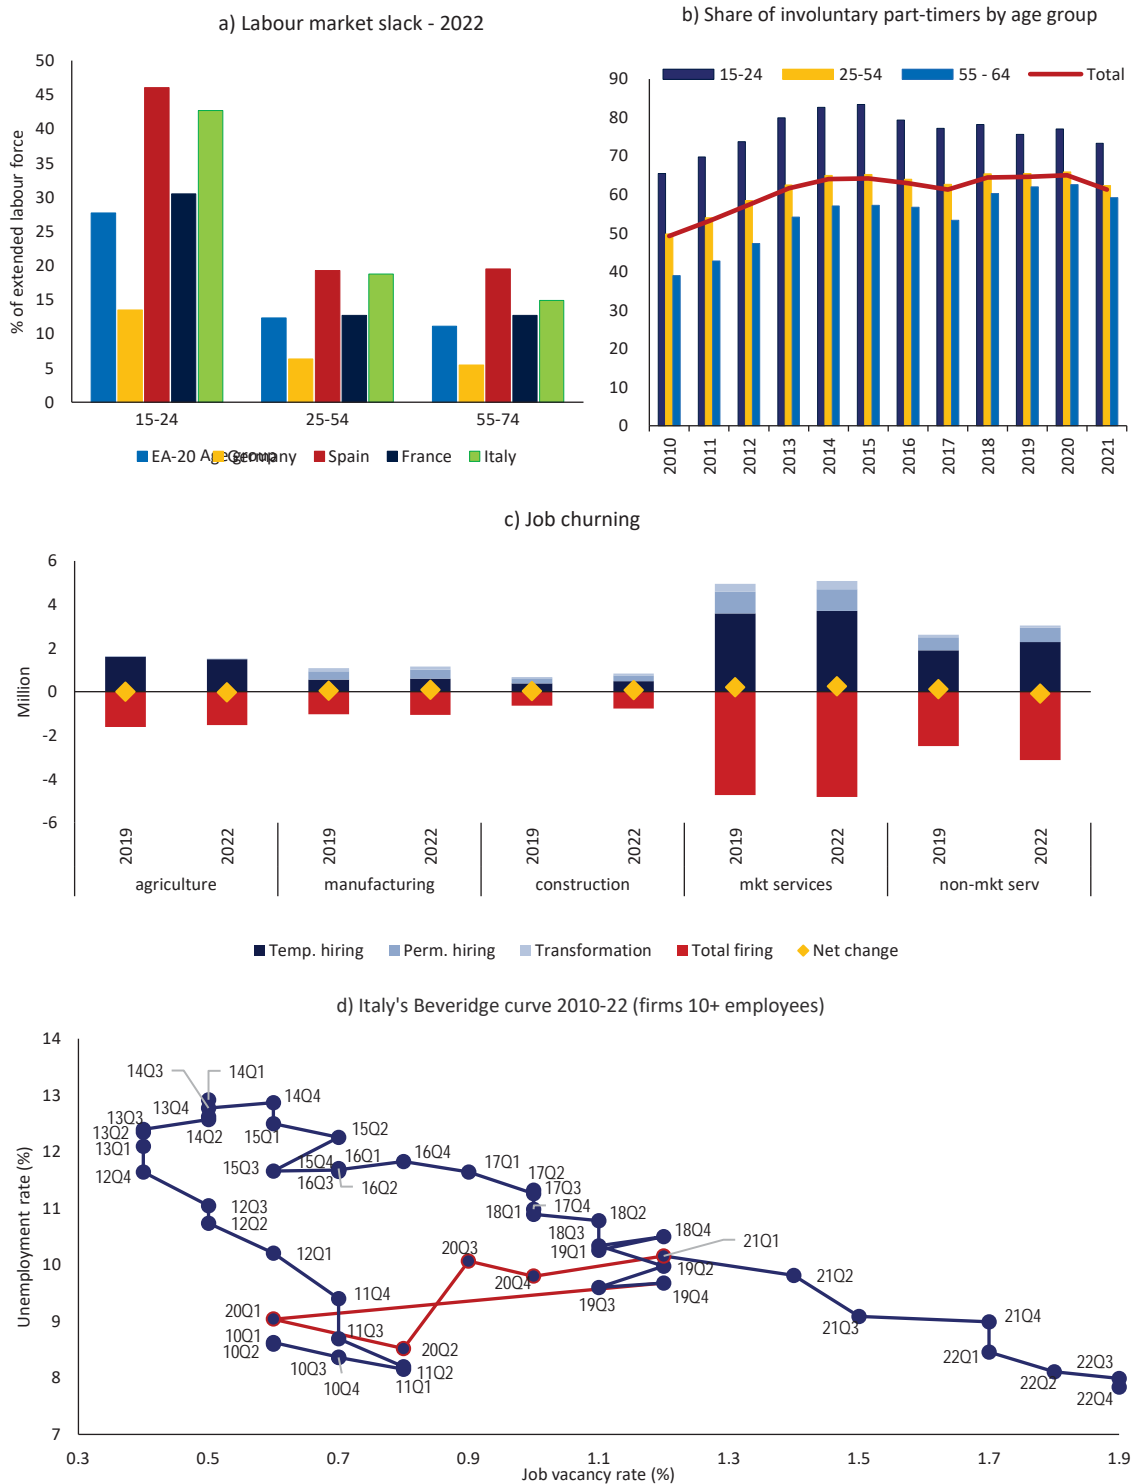 a) Labour market slack - 2022
% of extended labour force
50
45
40
35
30
25
20
15
10
5
0
15-24
25-54
55-74
Age group
EA-20
Germany
Spain
France
Italy
b) Share of involuntary part-timers by age group
15-24
25-54
55 - 64
Total
90
80
70
60
50
40
30
20
10
0
2010
2011
2012
2013
2014
2015
2016
2017
2018
2019
2020
2021
c) Job churning
Million
6
4
2
0
-2
-4
-6
2019
2022
2019
2022
2019
2022
2019
2022
2019
2022
agriculture
manufacturing
construction
mkt services
non-mkt serv
Temp. hiring
Perm. hiring
Transformation
Total firing
Net change
d) Italy's Beveridge curve 2010-22 (firms 10+ employees)
Unemployment rate (%)
14
13
12
11
10
9
8
7
14Q3
14Q1
13Q4
14Q4
13Q3
13Q2
14Q2
15Q1
15Q2
13Q1
12Q4
15Q3
15Q4
16Q1
16Q4
16Q3
16Q2
17Q1
17Q2
17Q3
17Q4
18Q1
18Q2
12Q3
12Q2
18Q3
18Q4
12Q1
20Q3
19Q1
21Q1
20Q4
19Q2
21Q2
11Q4
19Q3
19Q4
20Q1
11Q3
21Q3
21Q4
10Q1
10Q2
20Q2
10Q3
10Q4
11Q2
11Q1
22Q1
22Q2
22Q3
22Q4
0.3
0.5
0.7
0.9
1.1
1.3
1.5
1.7
1.9
Job vacancy rate (%)